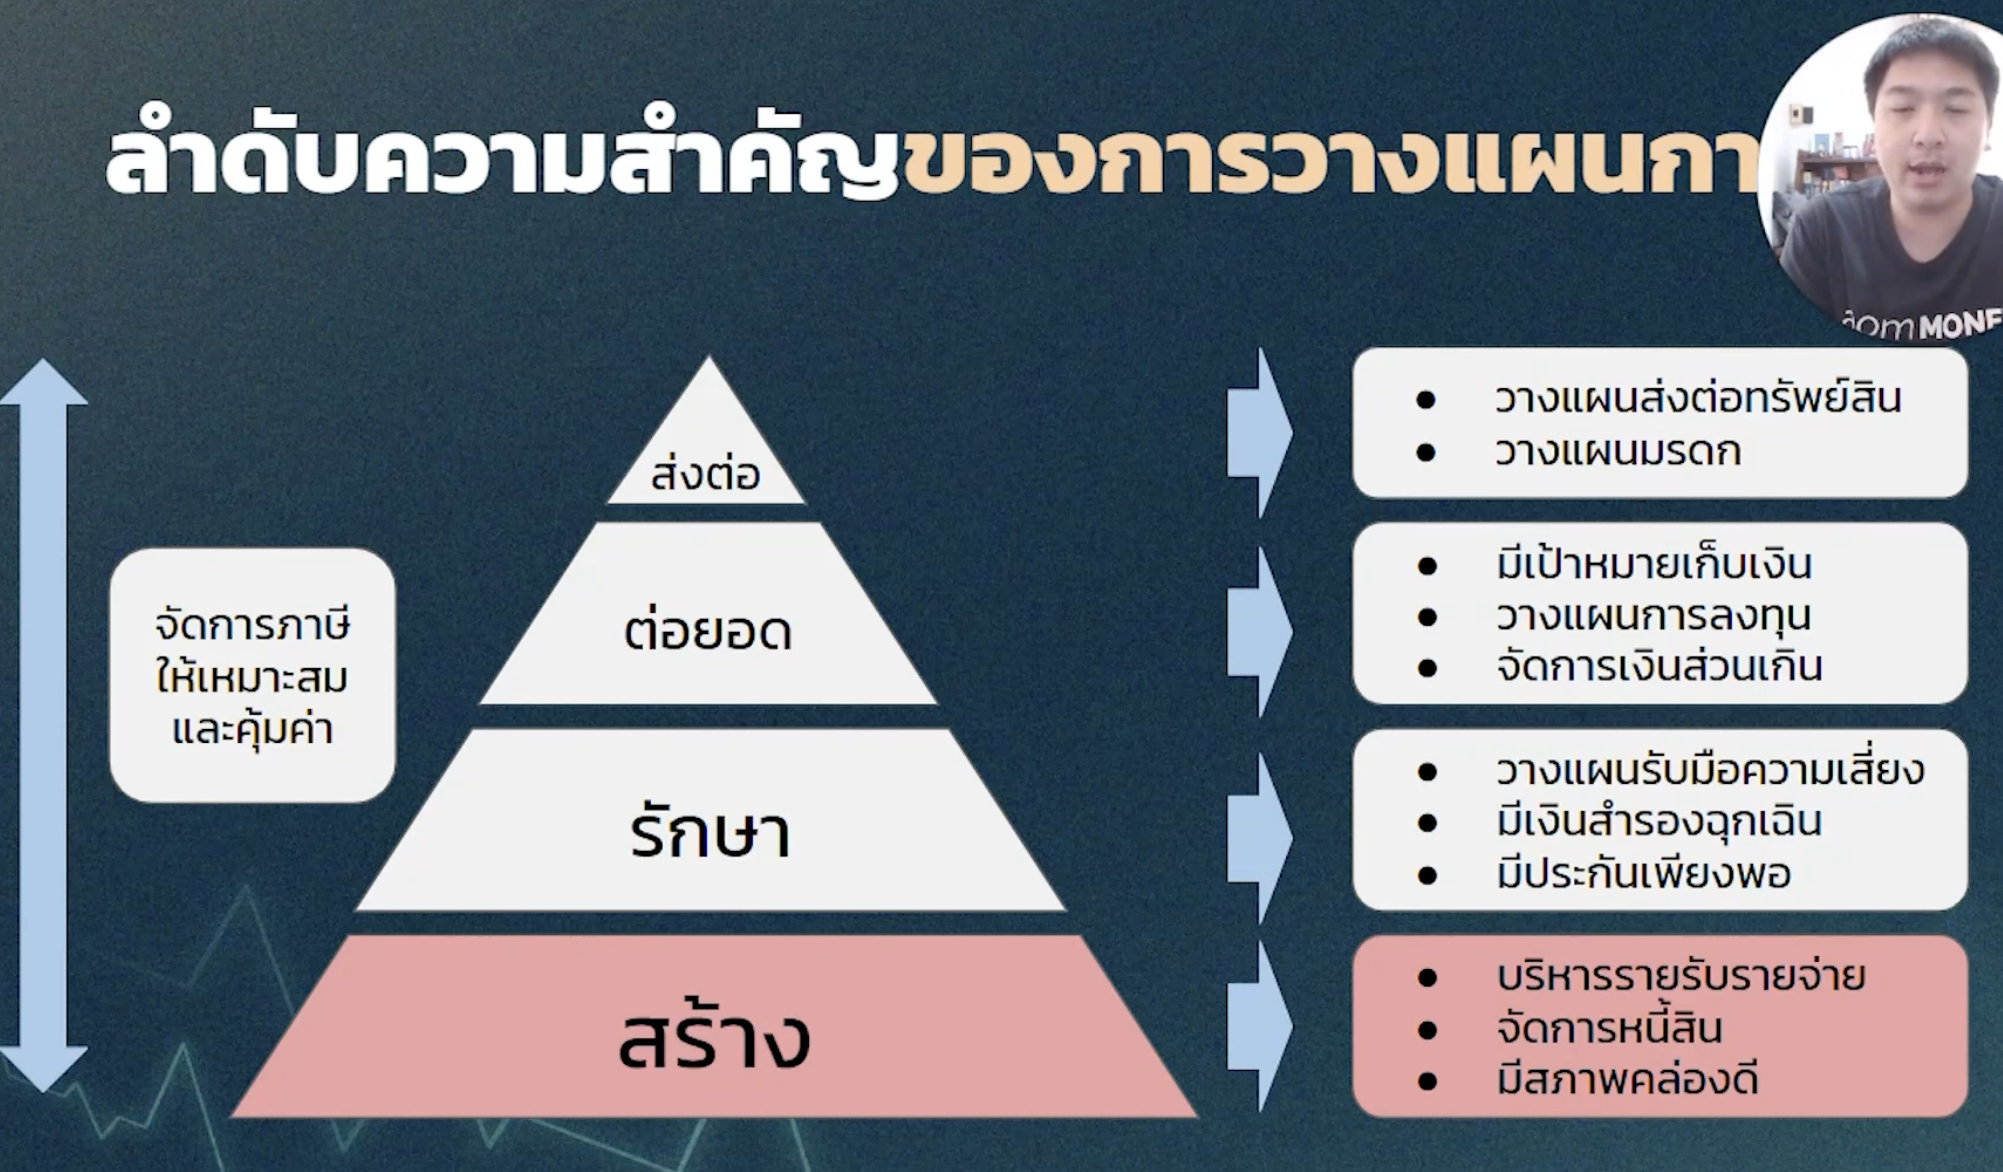 ลำดับความสำคัญของการวางแผนกา
aomMONE
ส่งต่อ
ต่อยอด
รักษา
สร้าง
จัดการภาษี
ให้เหมาะสม
และคุ้มค่า
● วางแผนส่งต่อทรัพย์สิน
● วางแผนมรดก
● มีเป้าหมายเก็บเงิน
● วางแผนการลงทุน
● จัดการเงินส่วนเกิน
● วางแผนรับมือความเสี่ยง
● มีเงินสำรองฉุกเฉิน
● มีประกันเพียงพอ
● บริหารรายรับรายจ่าย
● จัดการหนี้สิน
● มีสภาพคล่องดี